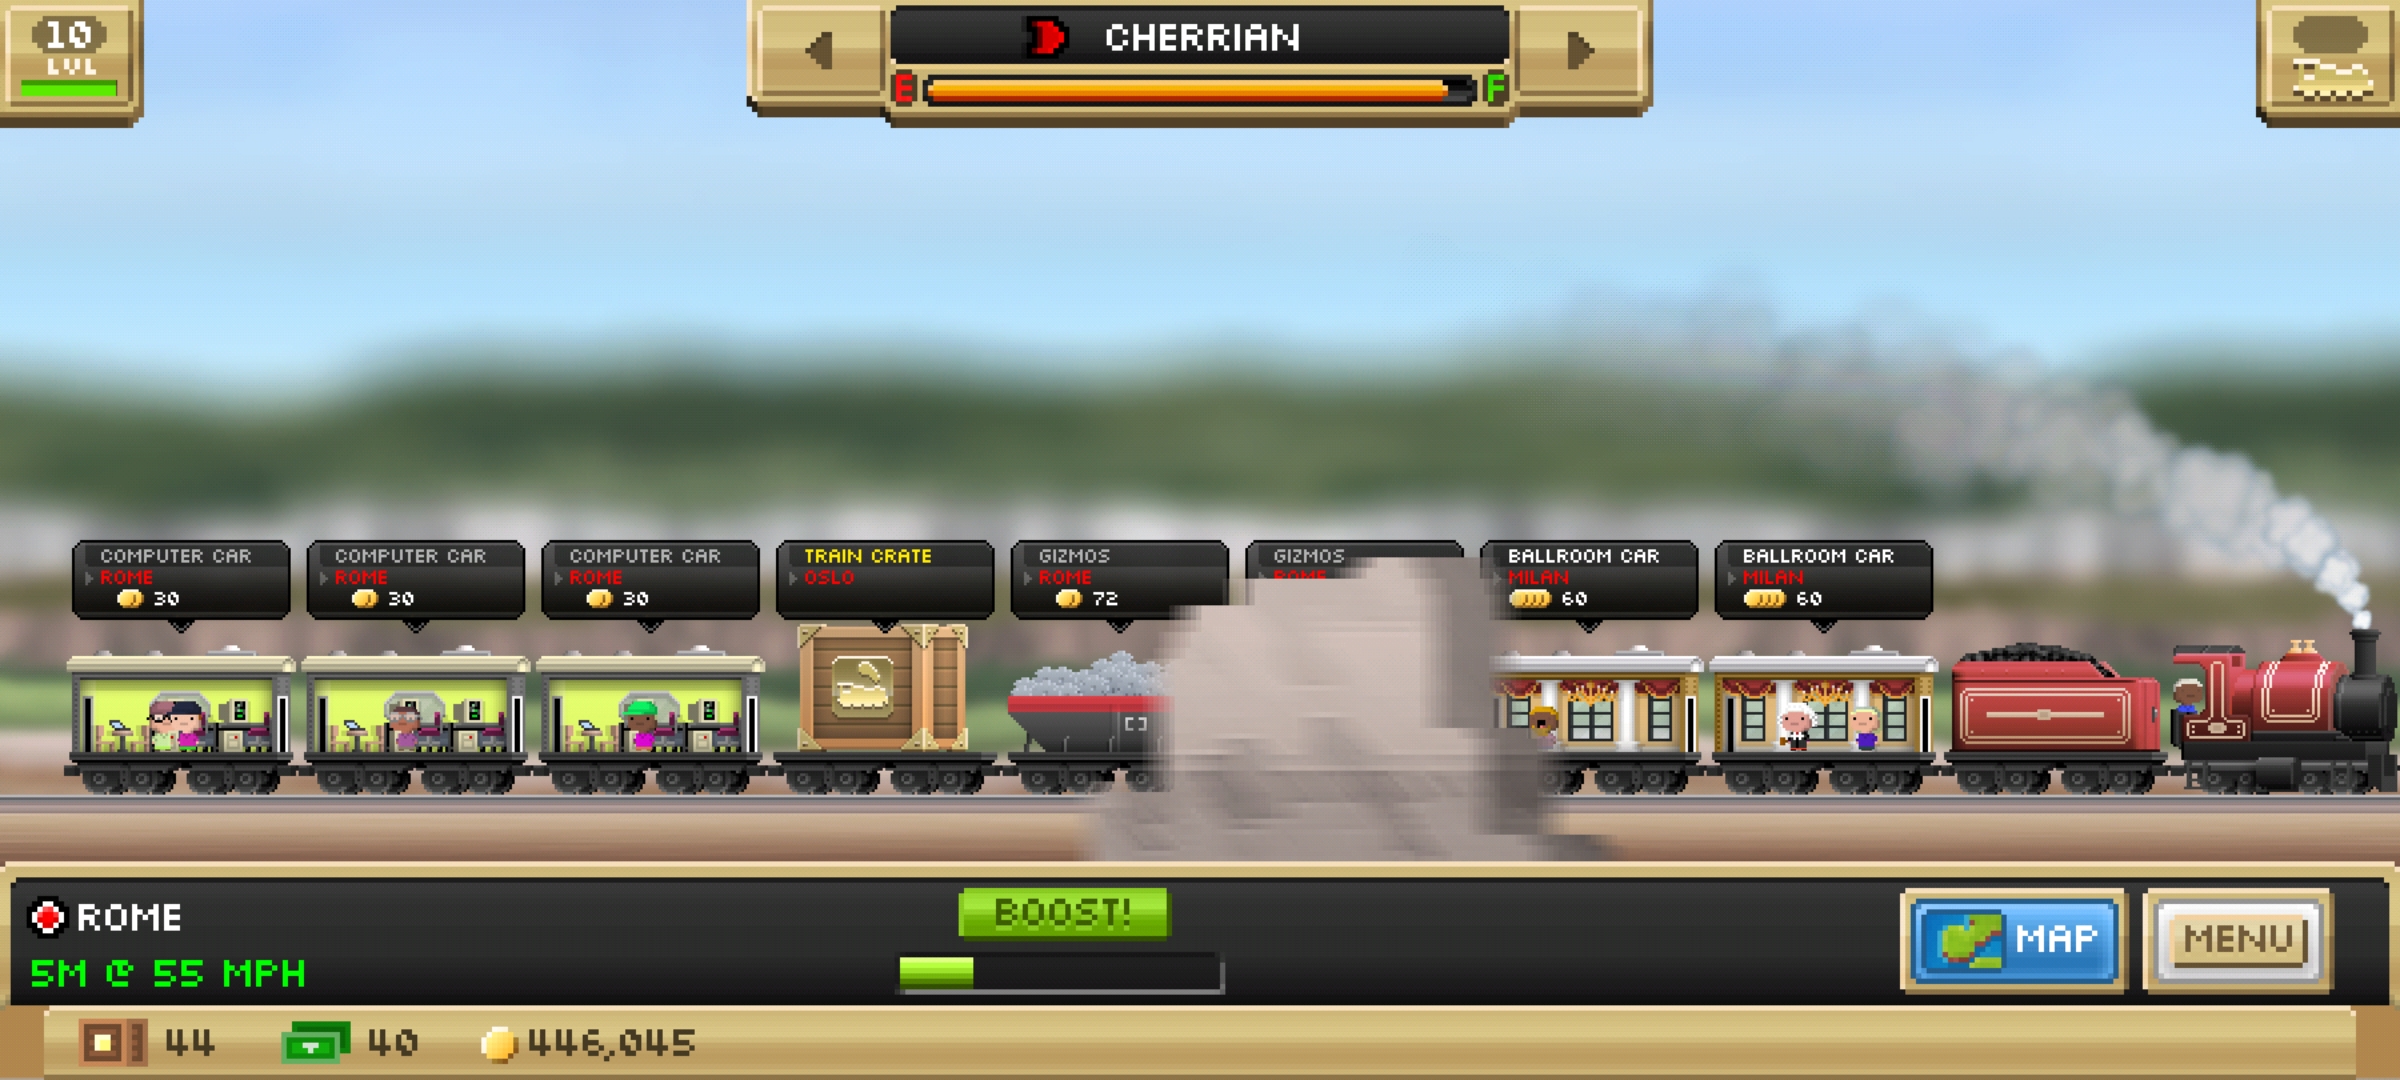 10
LVL
CHERRIAN
E
F
COMPUTER CAR
ROME
30
COMPUTER CAR
ROME
30
COMPUTER CAR
ROME
30
TRAIN CRATE
OSLO
GIZMOS
ROME
72
GIZMOS
ROME
BALLROOM CAR
MILAN
60
BALLROOM CAR
MILAN
60
ROME
5M @ 55 MPH
BOOST!
MAP
MENU
44
40
446,045